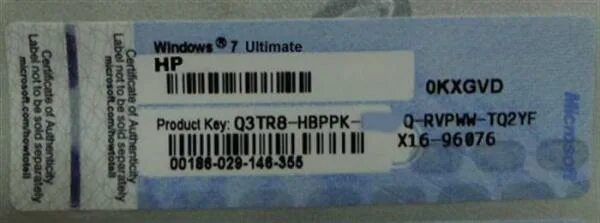 Certificate of Authenticity
Label not to be sold separately
microsoft.com/howtotell
Certificate of Authenticity
Label not to be sold separately
microsoft.com/howtotell
Windows® 7 Ultimate
HP
0KXGVD
Product Key: Q3TR8-HBPPK- Q-RVPWW-TQ2YF
X16-96076
00186-029-146-355
Microsoft